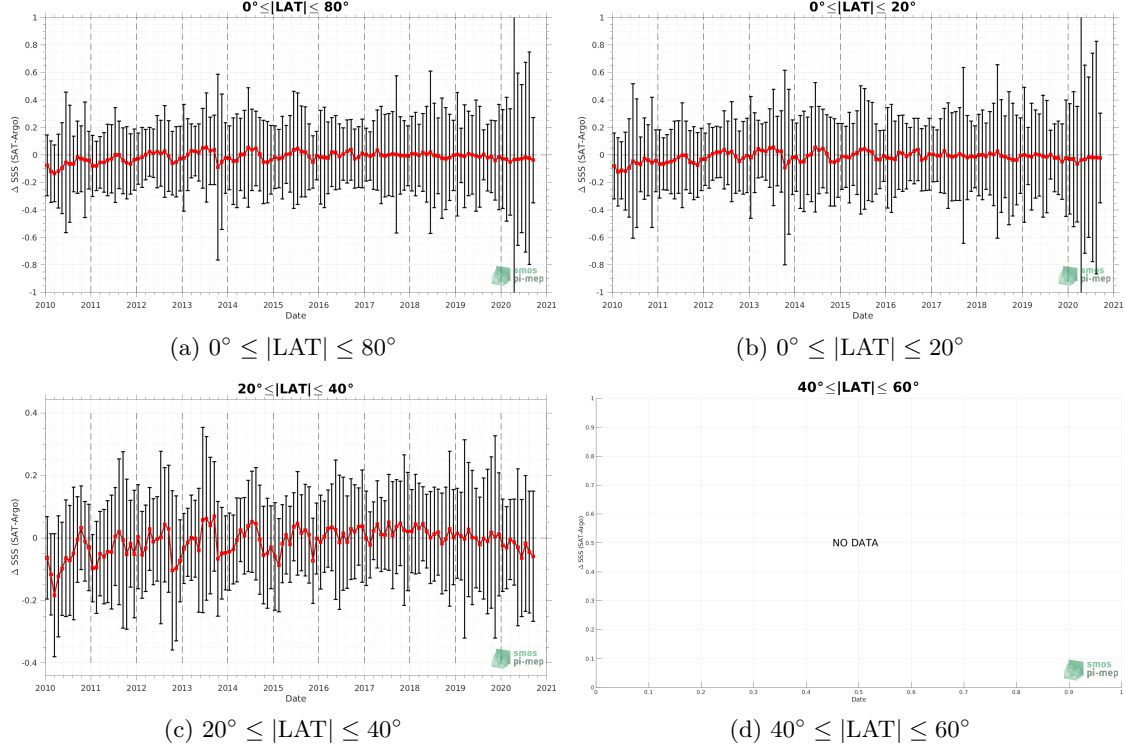 0°≤|LAT|≤ 80°
1
0.8
0.6
0.4
0.2
0
-0.2
-0.4
-0.6
-0.8
-1
Δ SSS (SAT-Argo)
2010 2011 2012 2013 2014 2015 2016 2017 2018 2019 2020 2021
Date
smos
pi-mep
(a) 0° ≤ |LAT| ≤ 80°
0°≤|LAT|≤ 20°
1
0.8
0.6
0.4
0.2
0
-0.2
-0.4
-0.6
-0.8
-1
Δ SSS (SAT-Argo)
2010 2011 2012 2013 2014 2015 2016 2017 2018 2019 2020 2021
Date
smos
pi-mep
(b) 0° ≤ |LAT| ≤ 20°
20°≤|LAT|≤ 40°
0.4
0.2
0
-0.2
-0.4
Δ SSS (SAT-Argo)
2010 2011 2012 2013 2014 2015 2016 2017 2018 2019 2020 2021
Date
smos
pi-mep
(c) 20° ≤ |LAT| ≤ 40°
40°≤|LAT|≤ 60°
1
0.9
0.8
0.7
0.6
0.5
0.4
0.3
0.2
0.1
0
Δ SSS (SAT-Argo)
NO DATA
0 0.1 0.2 0.3 0.4 0.5 0.6 0.7 0.8 0.9 1
Date
smos
pi-mep
(d) 40° ≤ |LAT| ≤ 60°